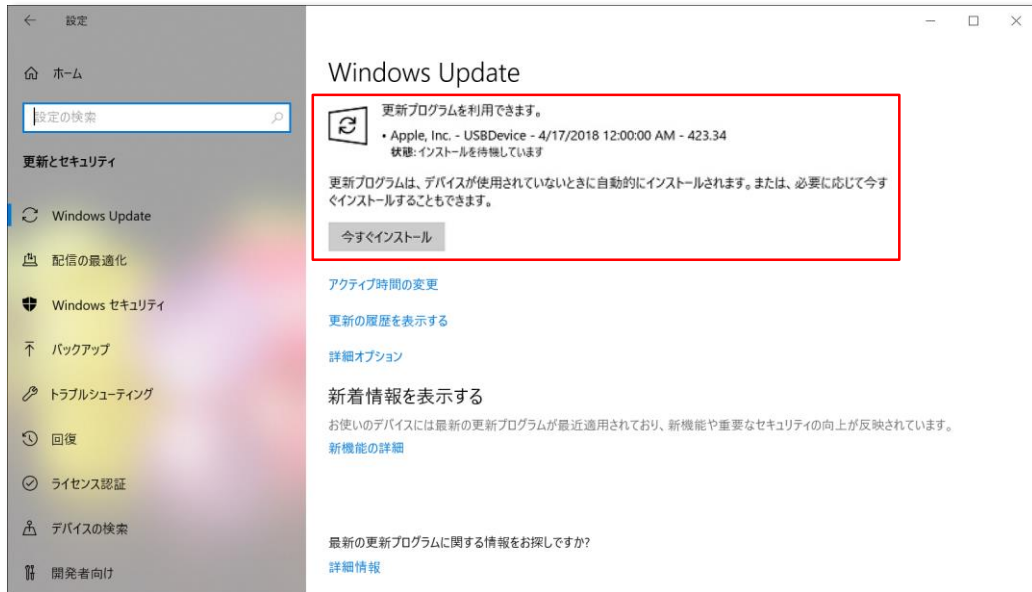 設定
ホーム
設定の検索
更新とセキュリティ
Windows Update
配信の最適化
Windows セキュリティ
バックアップ
トラブルシューティング
回復
ライセンス認証
デバイスの検索
開発者向け
Windows Update
更新プログラムを利用できます。
• Apple, Inc. - USBDevice - 4/17/2018 12:00:00 AM - 423.34
状態: インストールを待機しています
更新プログラムは、デバイスが使用されていないときに自動的にインストールされます。または、必要に応じて今す
ぐインストールすることもできます。
今すぐインストール
アクティブ時間の変更
更新の履歴を表示する
詳細オプション
新着情報を表示する
お使いのデバイスには最新の更新プログラムが最近適用されており、新機能や重要なセキュリティの向上が反映されています。
新機能の詳細
最新の更新プログラムに関する情報をお探しですか?
詳細情報